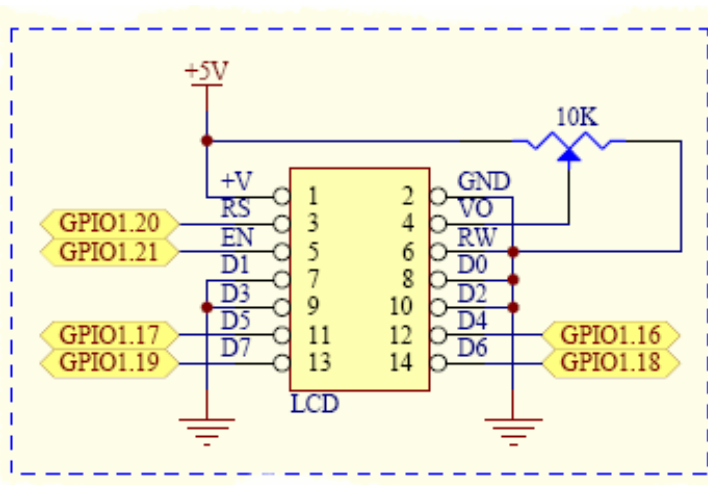 +5V
10K
+V 1 2 GND
GPIO1.20 RS 3 4 VO
GPIO1.21 EN 5 6 RW
D1 7 8 D0
D3 9 10 D2
GPIO1.17 D5 11 12 D4 GPIO1.16
GPIO1.19 D7 13 14 D6 GPIO1.18
LCD